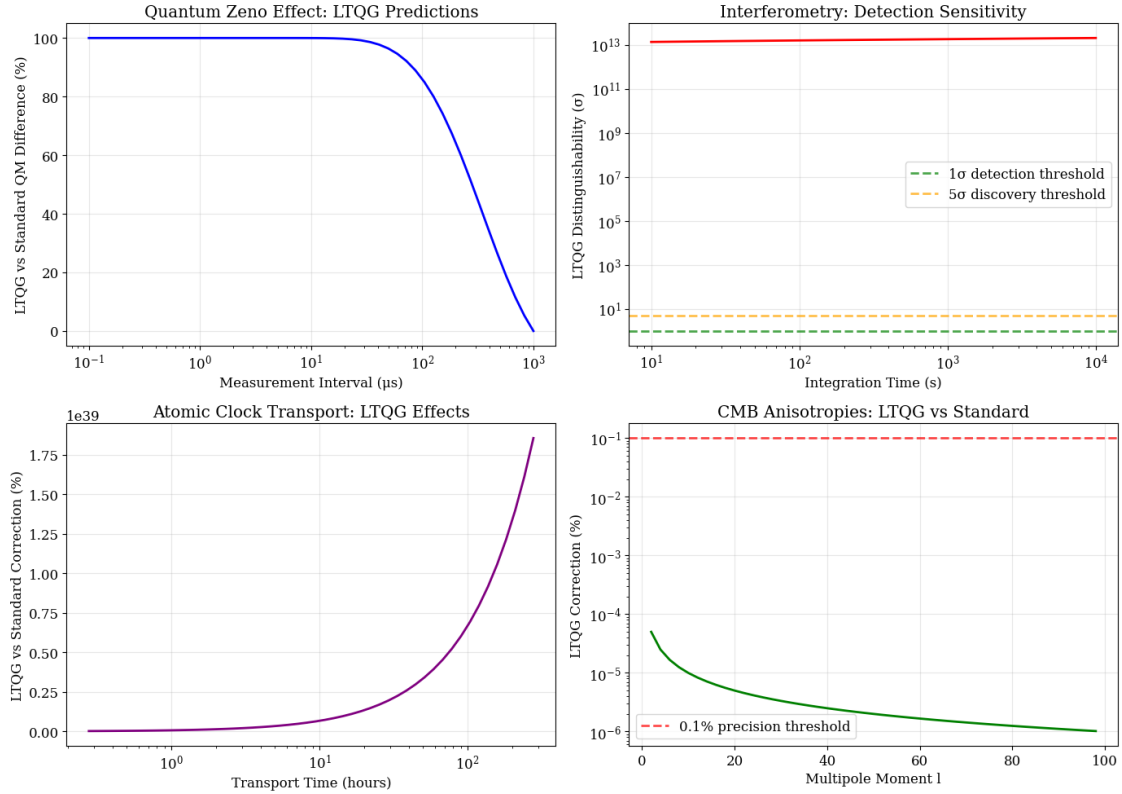 Quantum Zeno Effect: LTQG Predictions
LTQG vs Standard QM Difference (%)
100
80
60
40
20
0
10⁻¹ 10⁰ 10¹ 10² 10³
Measurement Interval (μs)
Interferometry: Detection Sensitivity
LTQG Distinguishability (σ)
10¹³
10¹¹
10⁹
10⁷
10⁵
10³
10¹
1σ detection threshold
5σ discovery threshold
10¹ 10² 10³ 10⁴
Integration Time (s)
Atomic Clock Transport: LTQG Effects
1e39
LTQG vs Standard Correction (%)
1.75
1.50
1.25
1.00
0.75
0.50
0.25
0.00
10⁰ 10¹ 10²
Transport Time (hours)
CMB Anisotropies: LTQG vs Standard
LTQG Correction (%)
10⁻¹
10⁻²
10⁻³
10⁻⁴
10⁻⁵
10⁻⁶
0.1% precision threshold
0 20 40 60 80 100
Multipole Moment l